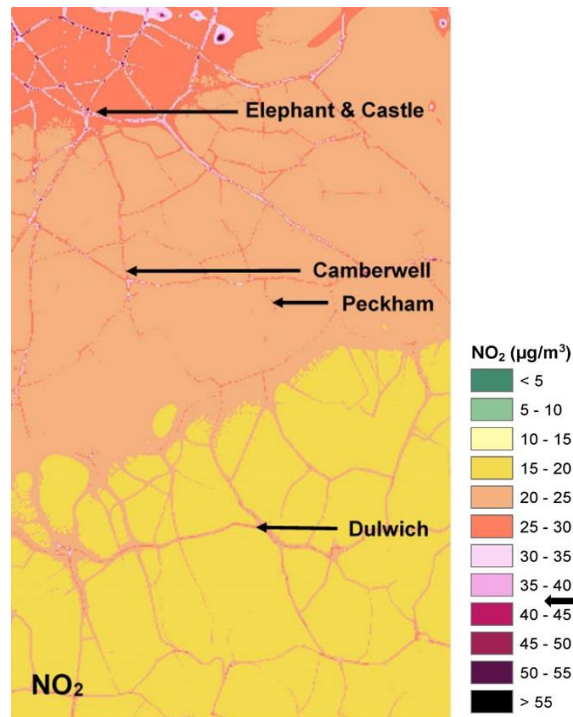 Elephant & Castle
Camberwell
Peckham
Dulwich
NO₂
NO₂ (µg/m³)
< 5
5 - 10
10 - 15
15 - 20
20 - 25
25 - 30
30 - 35
35 - 40
40 - 45
45 - 50
50 - 55
> 55